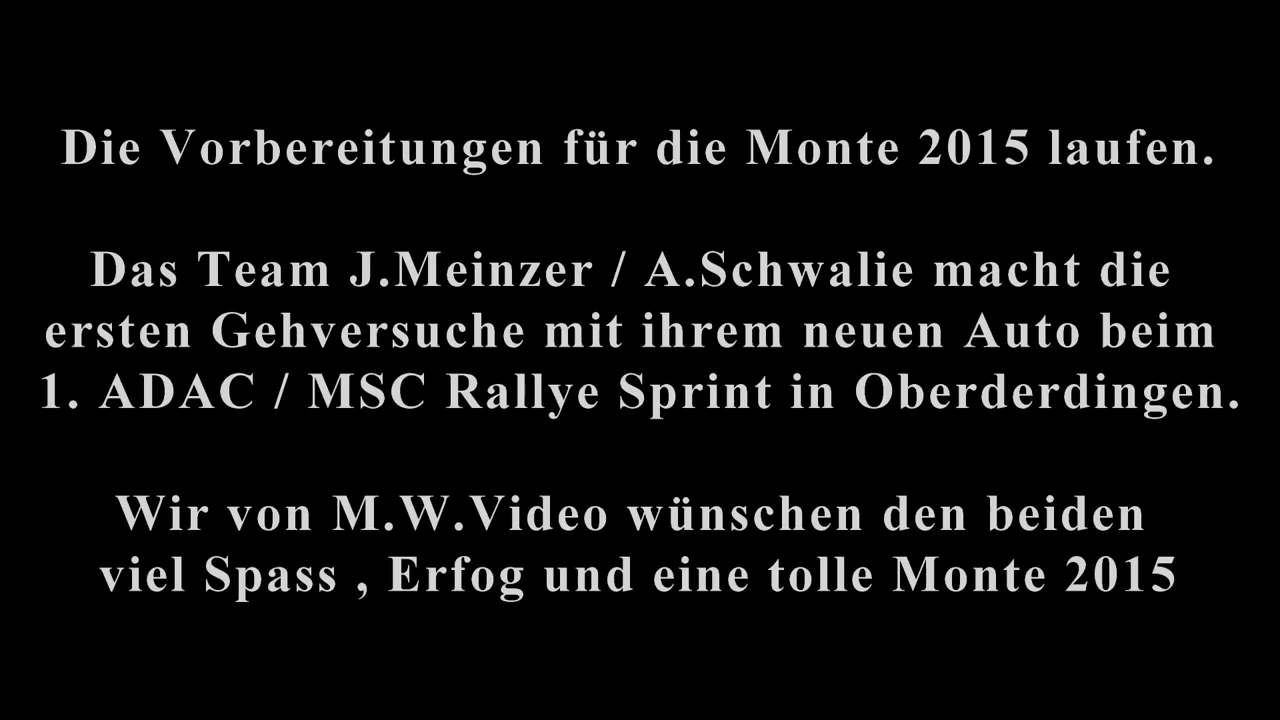 Die Vorbereitungen für die Monte 2015 laufen.
Das Team J.Meinzer / A.Schwalie macht die
ersten Gehversuche mit ihrem neuen Auto beim
1. ADAC / MSC Rallye Sprint in Oberderdingen.
Wir von M.W.Video wünschen den beiden
viel Spass , Erfog und eine tolle Monte 2015